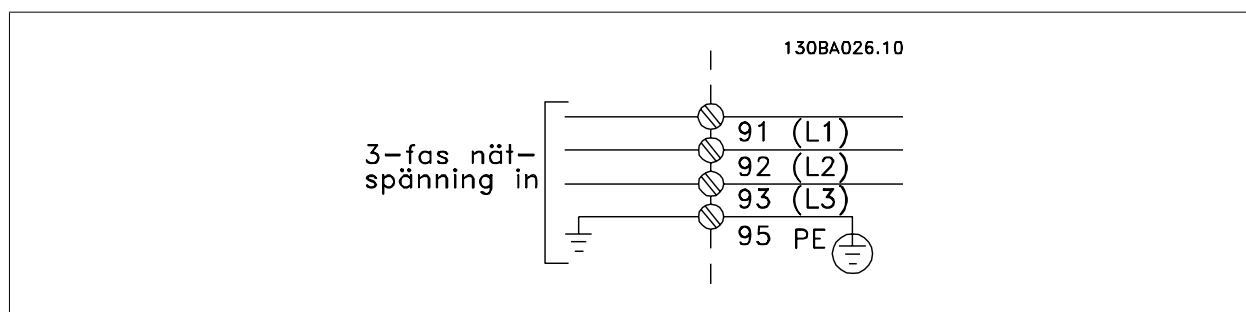 130BA026.10
3-fas nät-
spänning in
91 (L1)
92 (L2)
93 (L3)
95 PE